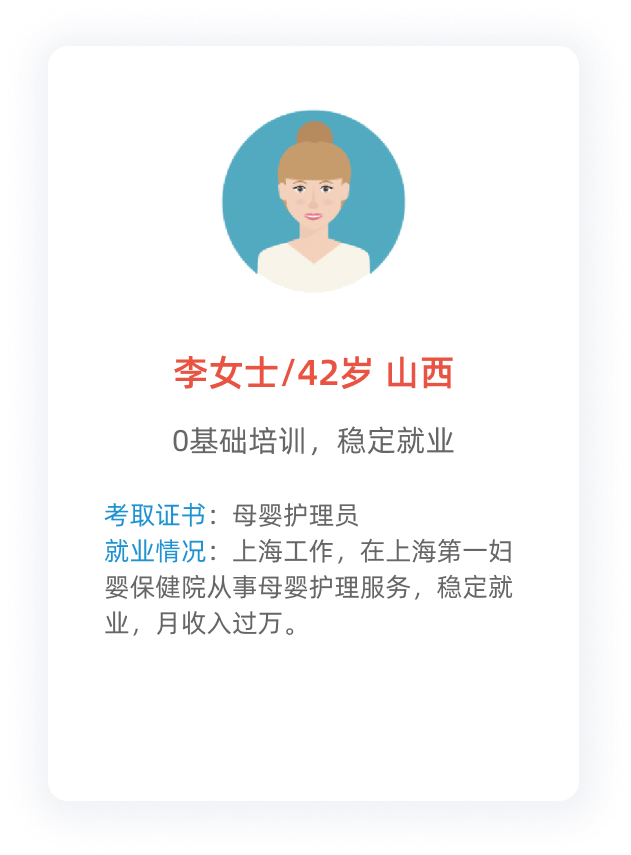 李女士/42岁 山西
0基础培训，稳定就业
考取证书：母婴护理员
就业情况：上海工作，在上海第一妇
婴保健院从事母婴护理服务，稳定就
业，月收入过万。